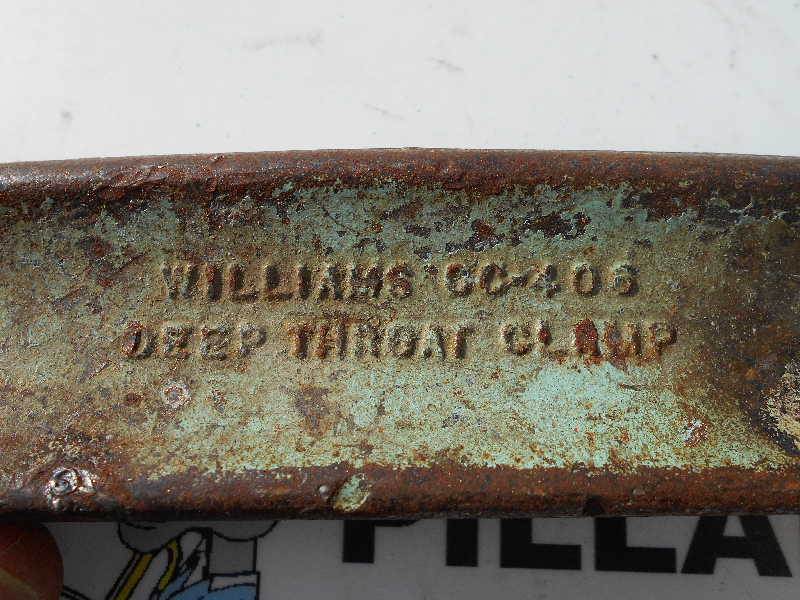 WILLIAMS CC-406
DEEP THROAT CLAMP
PILLA